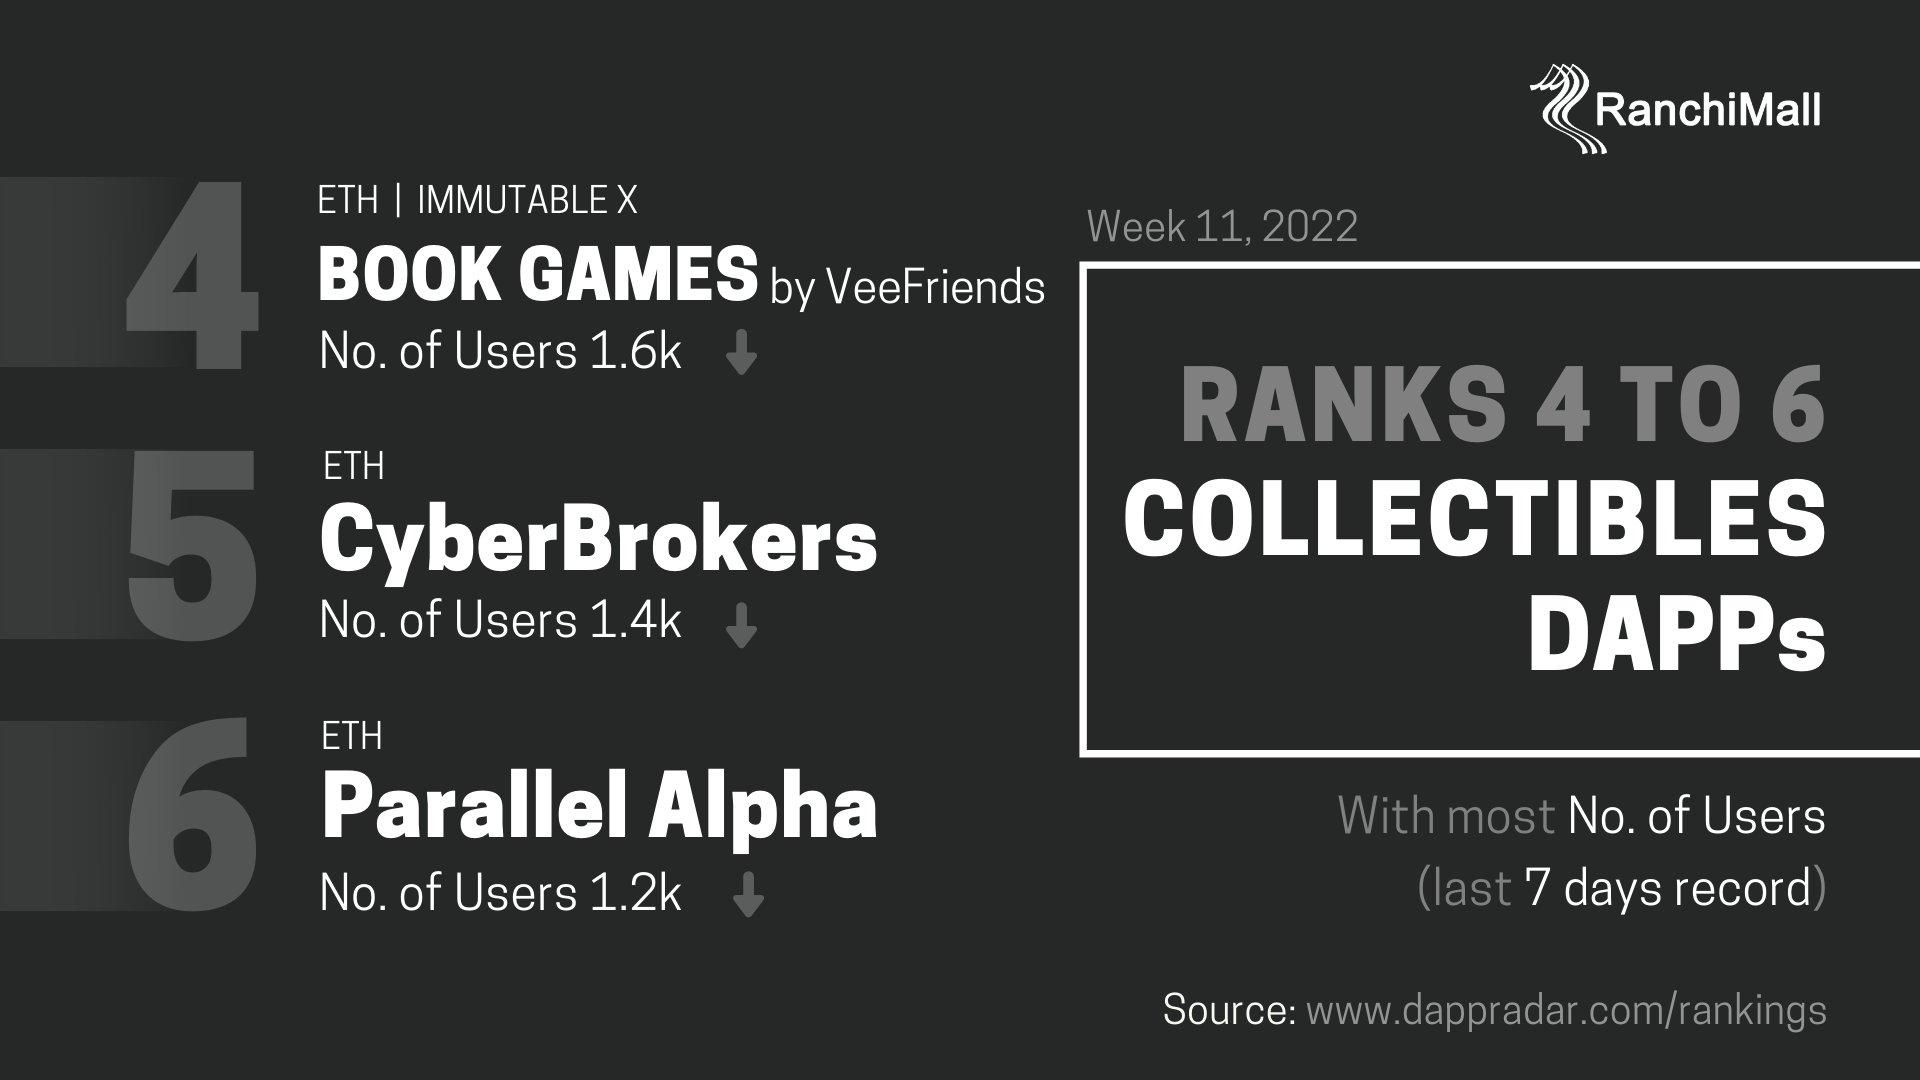 RanchiMall
4
ETH | IMMUTABLE X
BOOK GAMES by VeeFriends
No. of Users 1.6k
5
ETH
CyberBrokers
No. of Users 1.4k
6
ETH
Parallel Alpha
No. of Users 1.2k
Week 11, 2022
RANKS 4 TO 6
COLLECTIBLES
DAPPs
With most No. of Users
(last 7 days record)
Source: www.dappradar.com/rankings